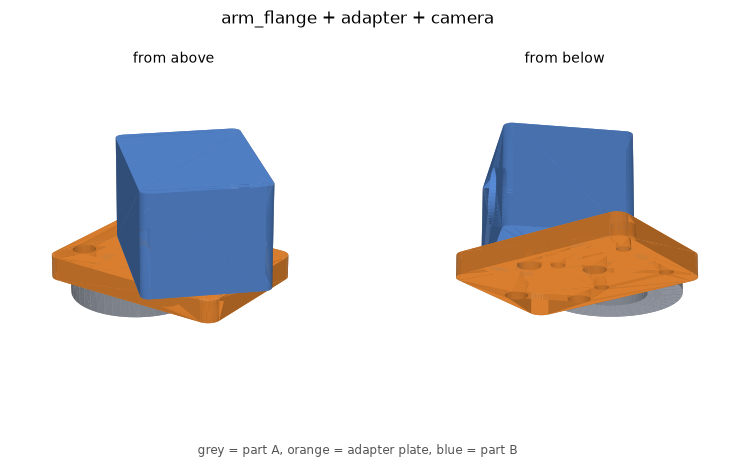 arm_flange + adapter + camera
from above
from below
grey = part A, orange = adapter plate, blue = part B